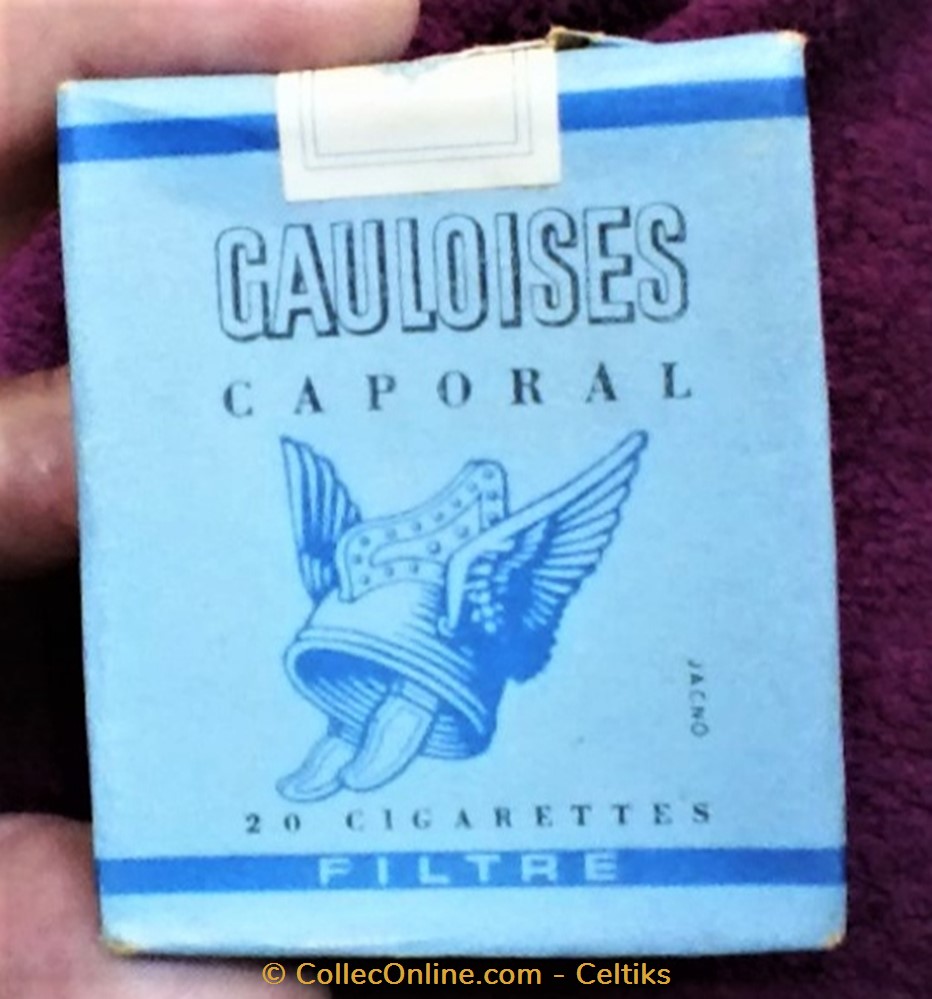 GAULOISES
CAPORAL
JACNO
20 CIGARETTES
FILTRE
© CollecOnline.com - Celtiks